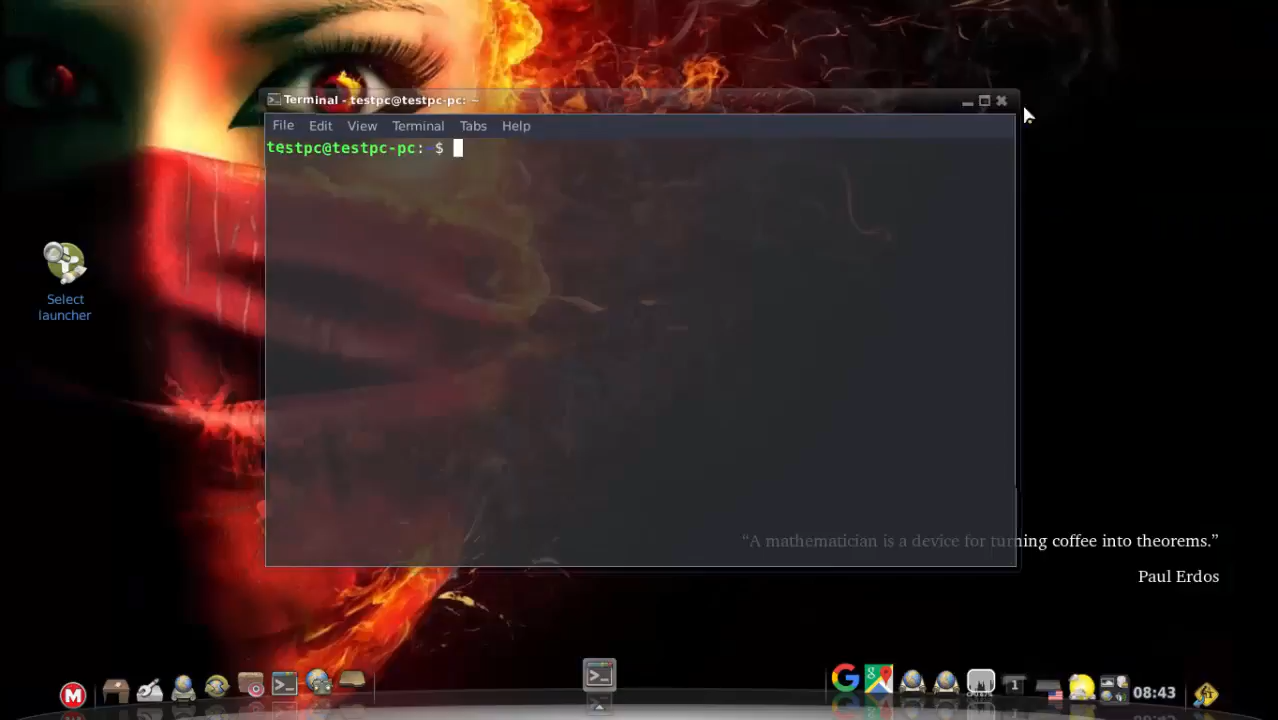 Terminal - testpc@testpc-pc: ~
File Edit View Terminal Tabs Help
testpc@testpc-pc:~$
Select
launcher
“A mathematician is a device for turning coffee into theorems.”
Paul Erdos
M
G
g
1
08:43